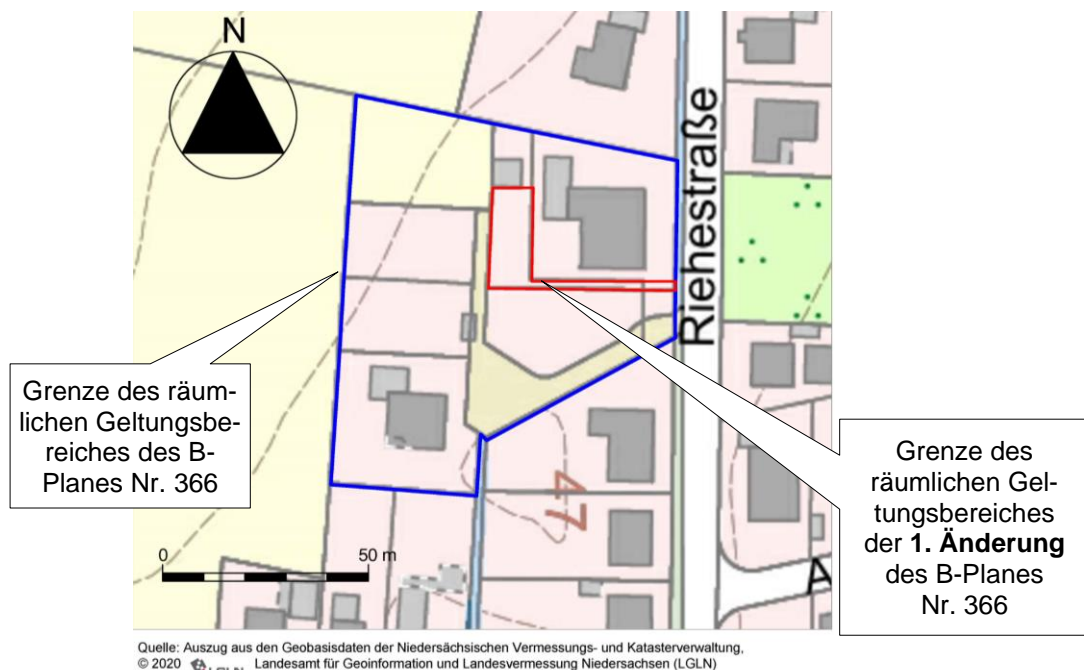 N
Riehestraße
Grenze des räum-
lichen Geltungsbe-
reiches des B-
Planes Nr. 366
Grenze des
räumlichen Gel-
tungsbereiches
der 1. Änderung
des B-Planes
Nr. 366
47
0 50 m
A
Quelle: Auszug aus den Geobasisdaten der Niedersächsischen Vermessungs- und Katasterverwaltung,
© 2020 LGLN Landesamt für Geoinformation und Landesvermessung Niedersachsen (LGLN)